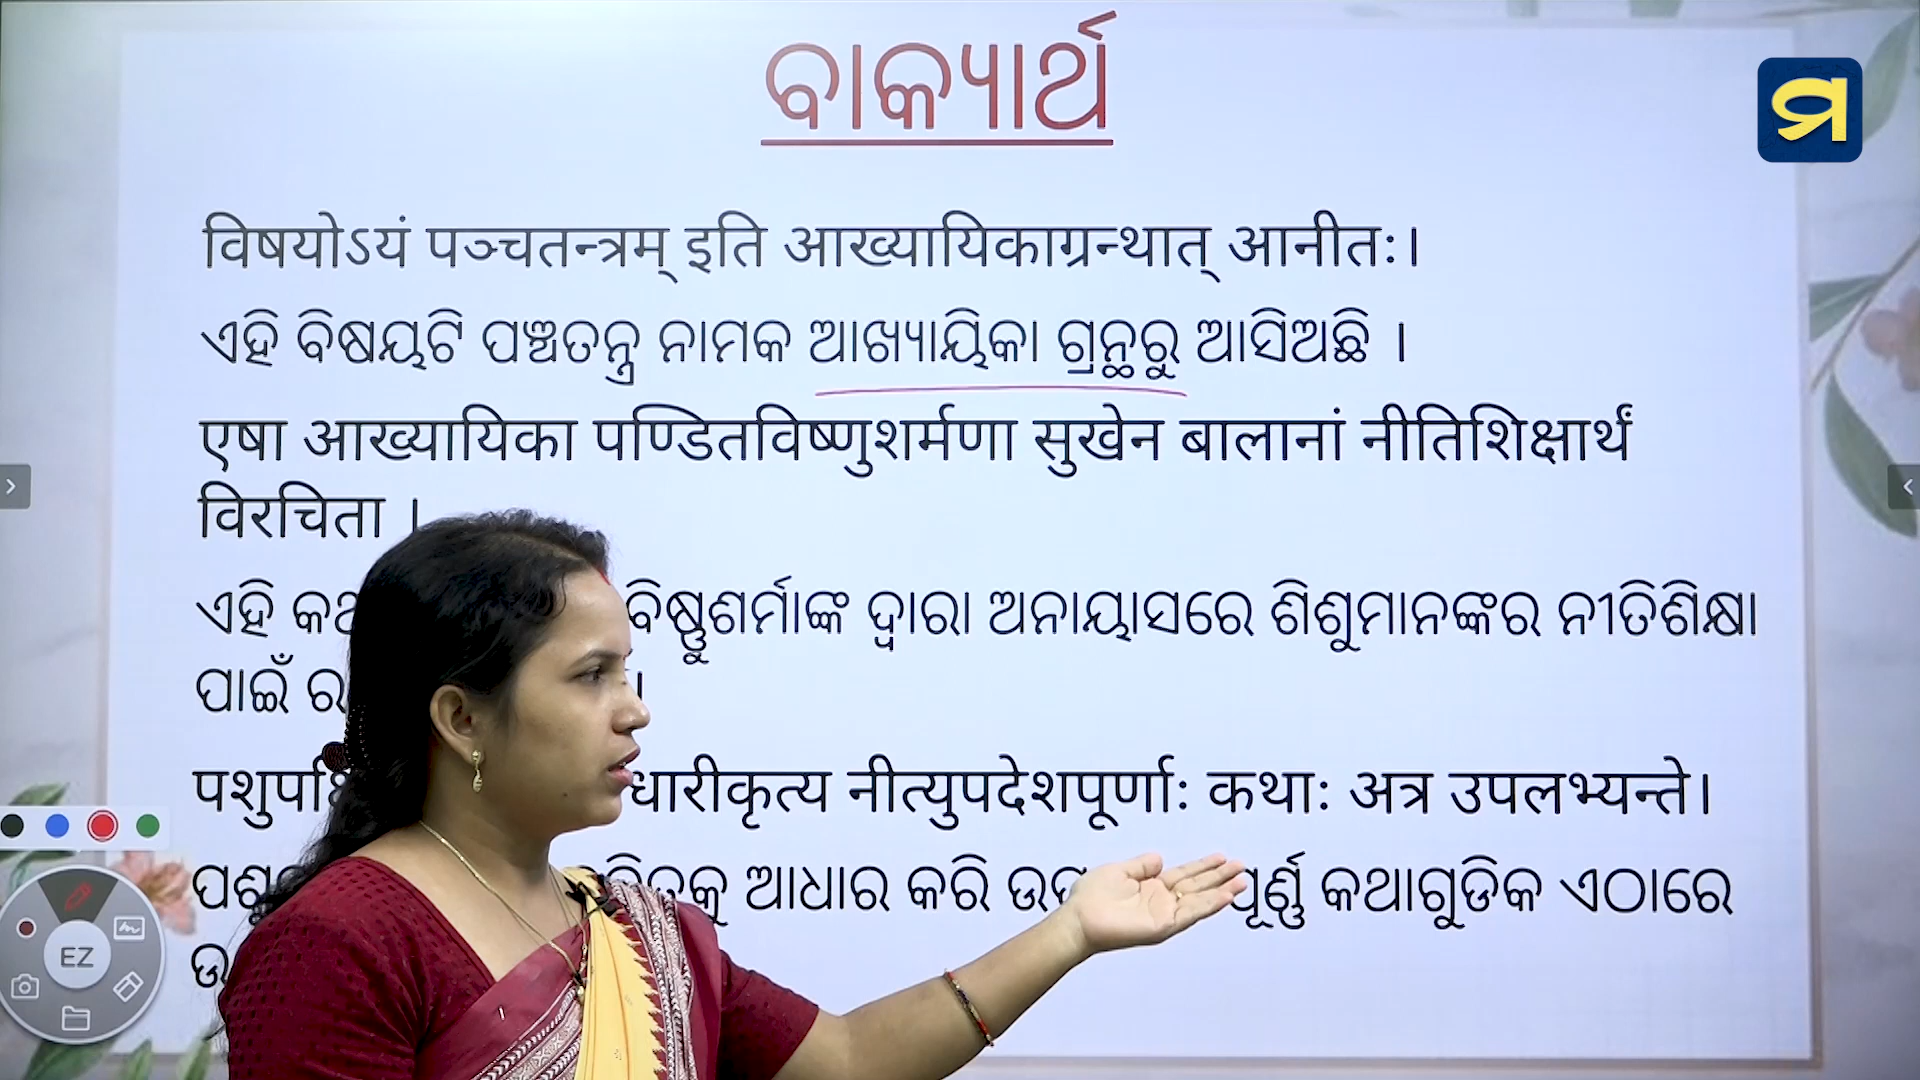 ବାକ୍ୟାର୍ଥ
ମ
विषयोऽयं पञ्चतन्त्रम् इति आख्यायिकाग्रन्थात् आनीतः।
ଏହି ବିଷୟଟି ପଞ୍ଚତନ୍ତ୍ର ନାମକ ଆଖ୍ୟାୟିକା ଗ୍ରନ୍ଥରୁ ଆସିଅଛି ।
एषा आख्यायिका पण्डितविष्णुशर्मणा सुखेन बालानां नीतिशिक्षार्थं
विरचिता ।
ଏହି ବିଷ୍ଣୁଶର୍ମାଙ୍କ ଦ୍ୱାରା ଅନାୟାସରେ ଶିଶୁମାନଙ୍କର ନୀତିଶିକ୍ଷା
ପାଇଁ ।
नीत्युपदेशपूर्णाः कथाः अत्र उपलभ्यन्ते।
ଆଧାର କରି ପୂର୍ଣ୍ଣ କଥାଗୁଡିକ ଏଠାରେ
EZ